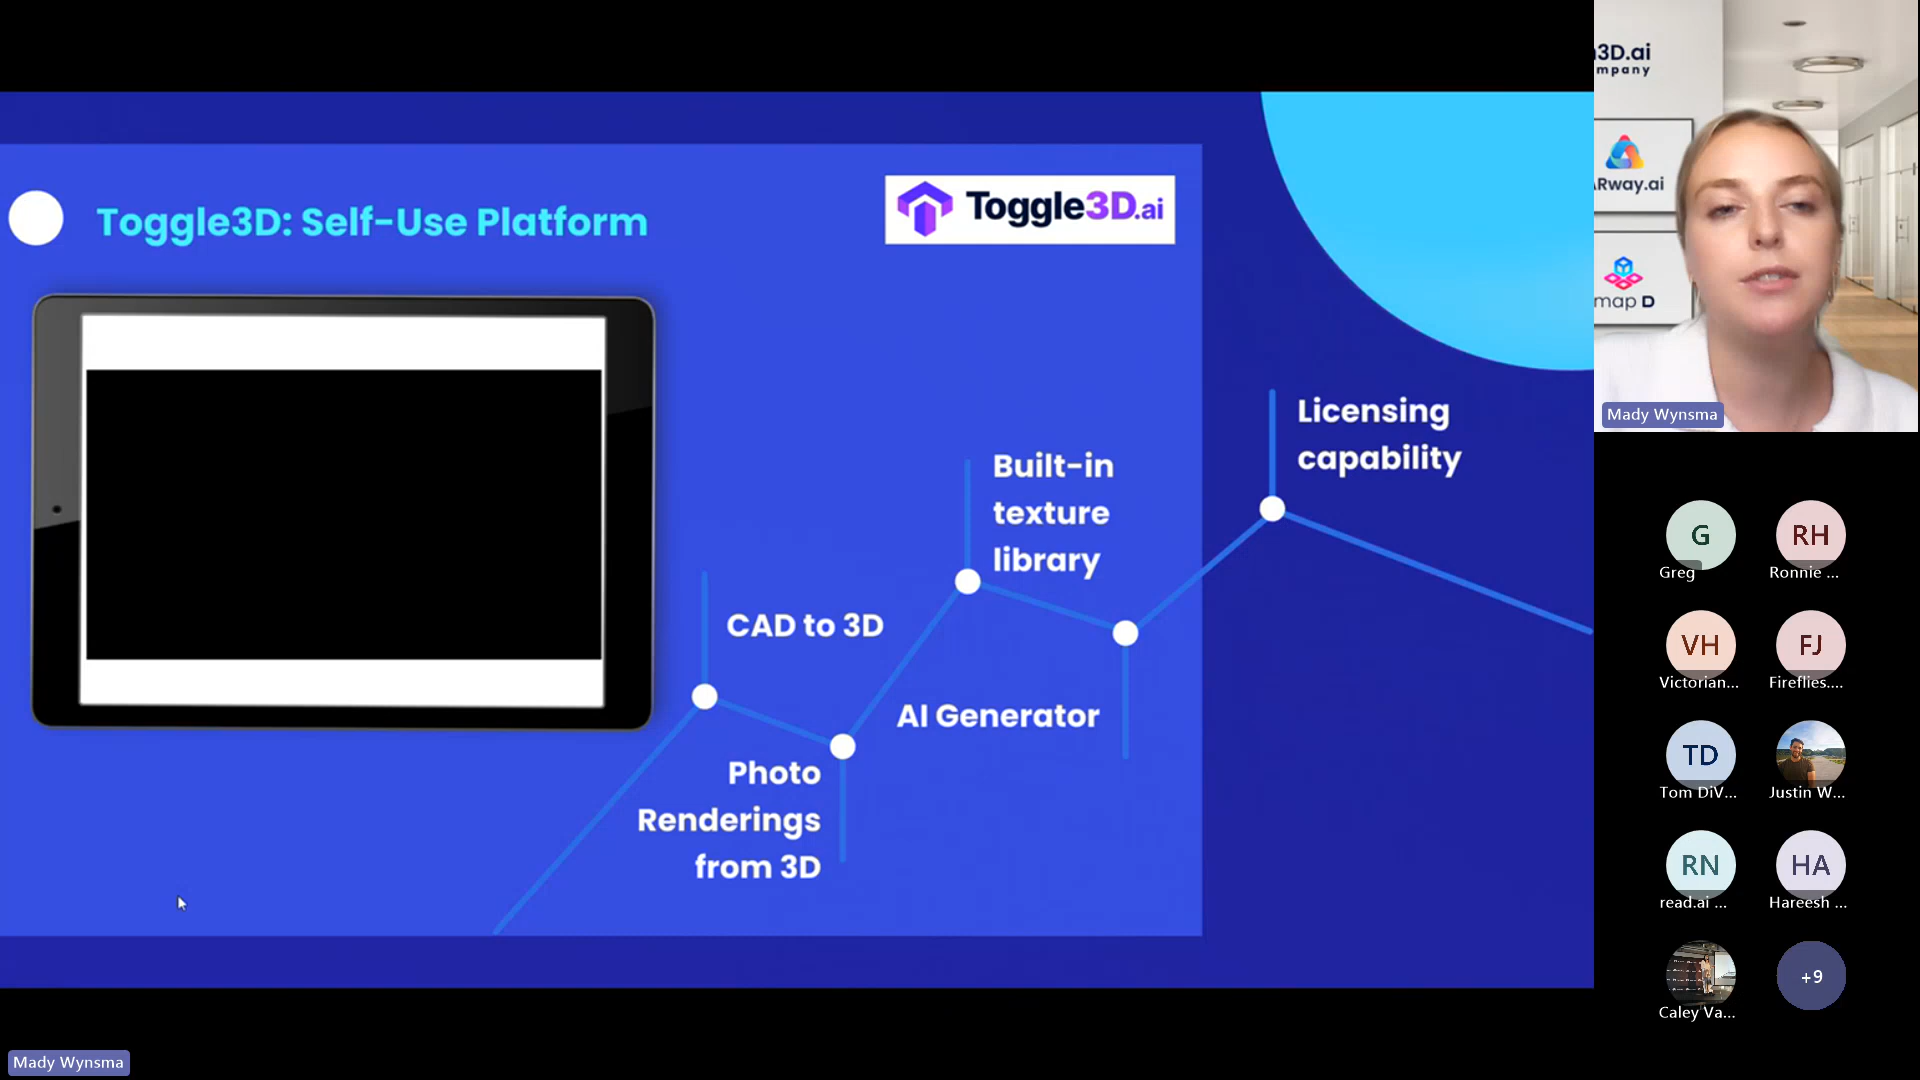 Toggle3D: Self-Use Platform
Toggle3D.ai
Licensing
capability
Built-in
texture
library
CAD to 3D
AI Generator
Photo
Renderings
from 3D
3D.ai
mpany
Rway.ai
map D
Mady Wynsma
G
Greg
RH
Ronnie ...
VH
Victorian...
FJ
Fireflies....
TD
Tom DiV...
Justin W...
RN
read.ai ...
HA
Hareesh ...
Caley Va...
+9
Mady Wynsma